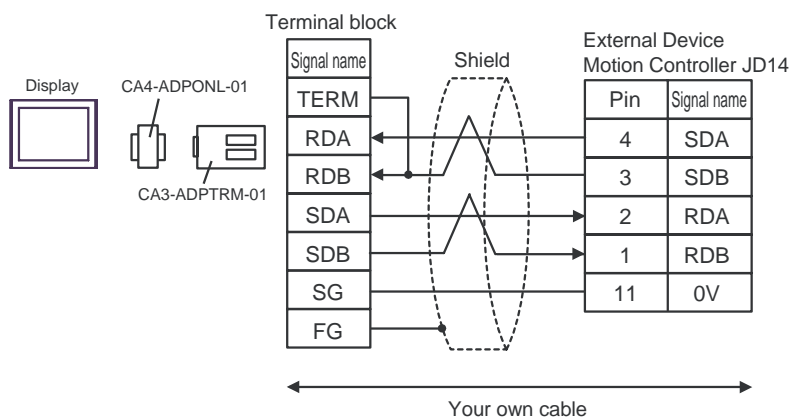 Terminal block
Display
CA4-ADPONL-01
CA3-ADPTRM-01
Signal name
TERM
RDA
RDB
SDA
SDB
SG
FG
Shield
External Device
Motion Controller JD14
Pin Signal name
4 SDA
3 SDB
2 RDA
1 RDB
11 0V
Your own cable